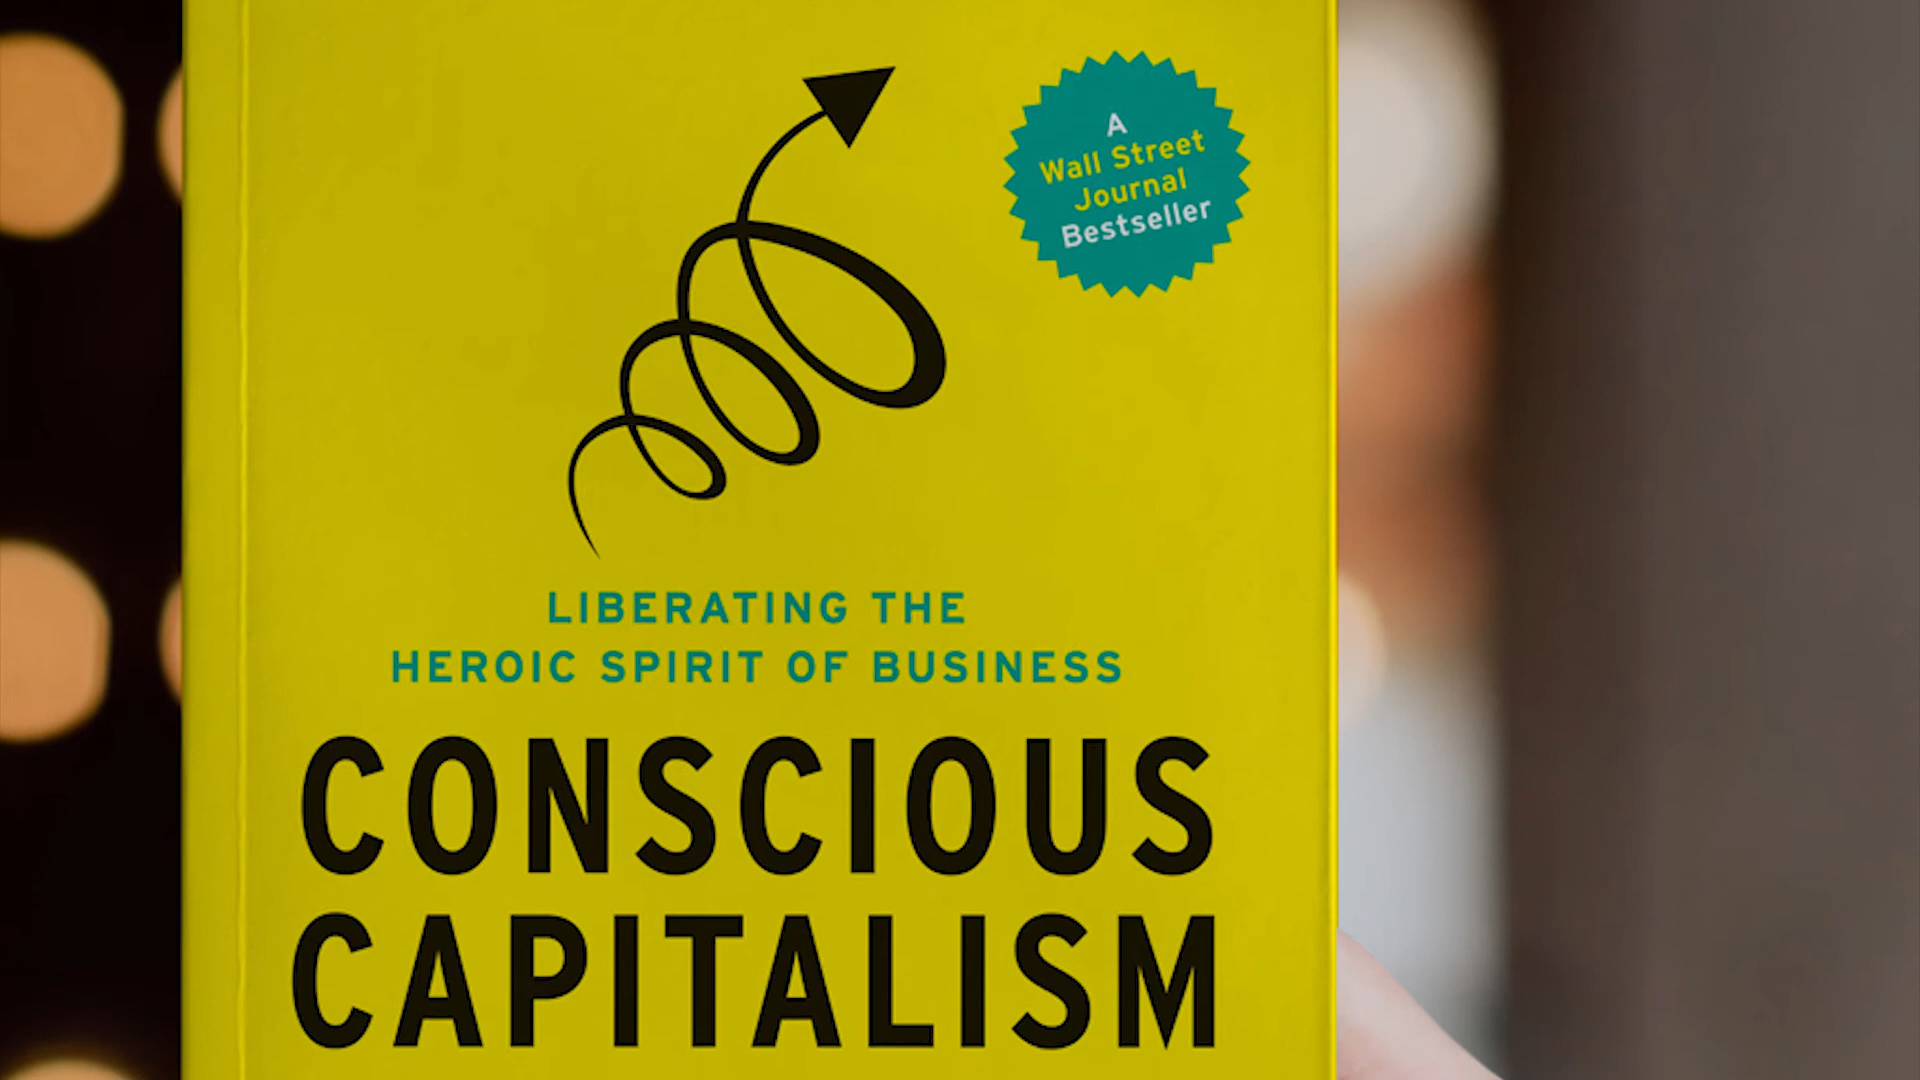 A
Wall Street
Journal
Bestseller
LIBERATING THE
HEROIC SPIRIT OF BUSINESS
CONSCIOUS
CAPITALISM